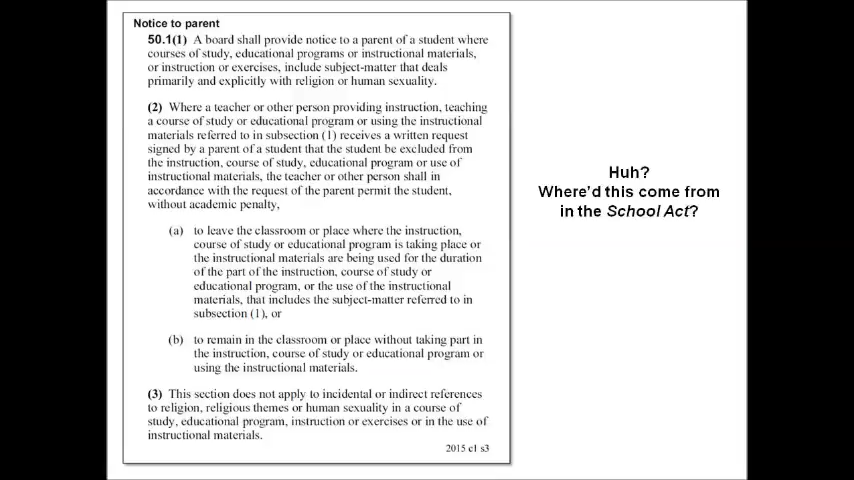 Notice to parent
50.1(1) A board shall provide notice to a parent of a student where
courses of study, educational programs or instructional materials,
or instruction or exercises, include subject-matter that deals
primarily and explicitly with religion or human sexuality.
(2) Where a teacher or other person providing instruction, teaching
a course of study or educational program or using the instructional
materials referred to in subsection (1) receives a written request
signed by a parent of a student that the student be excluded from
the instruction, course of study, educational program or use of
instructional materials, the teacher or other person shall in
accordance with the request of the parent permit the student,
without academic penalty,
(a) to leave the classroom or place where the instruction,
course of study or educational program is taking place or
the instructional materials are being used for the duration
of the part of the instruction, course of study or
educational program, or the use of the instructional
materials, that includes the subject-matter referred to in
subsection (1), or
(b) to remain in the classroom or place without taking part in
the instruction, course of study or educational program or
using the instructional materials.
(3) This section does not apply to incidental or indirect references
to religion, religious themes or human sexuality in a course of
study, educational program, instruction or exercises or in the use of
instructional materials.
2015 c1 s3
Huh?
Where'd this come from
in the School Act?